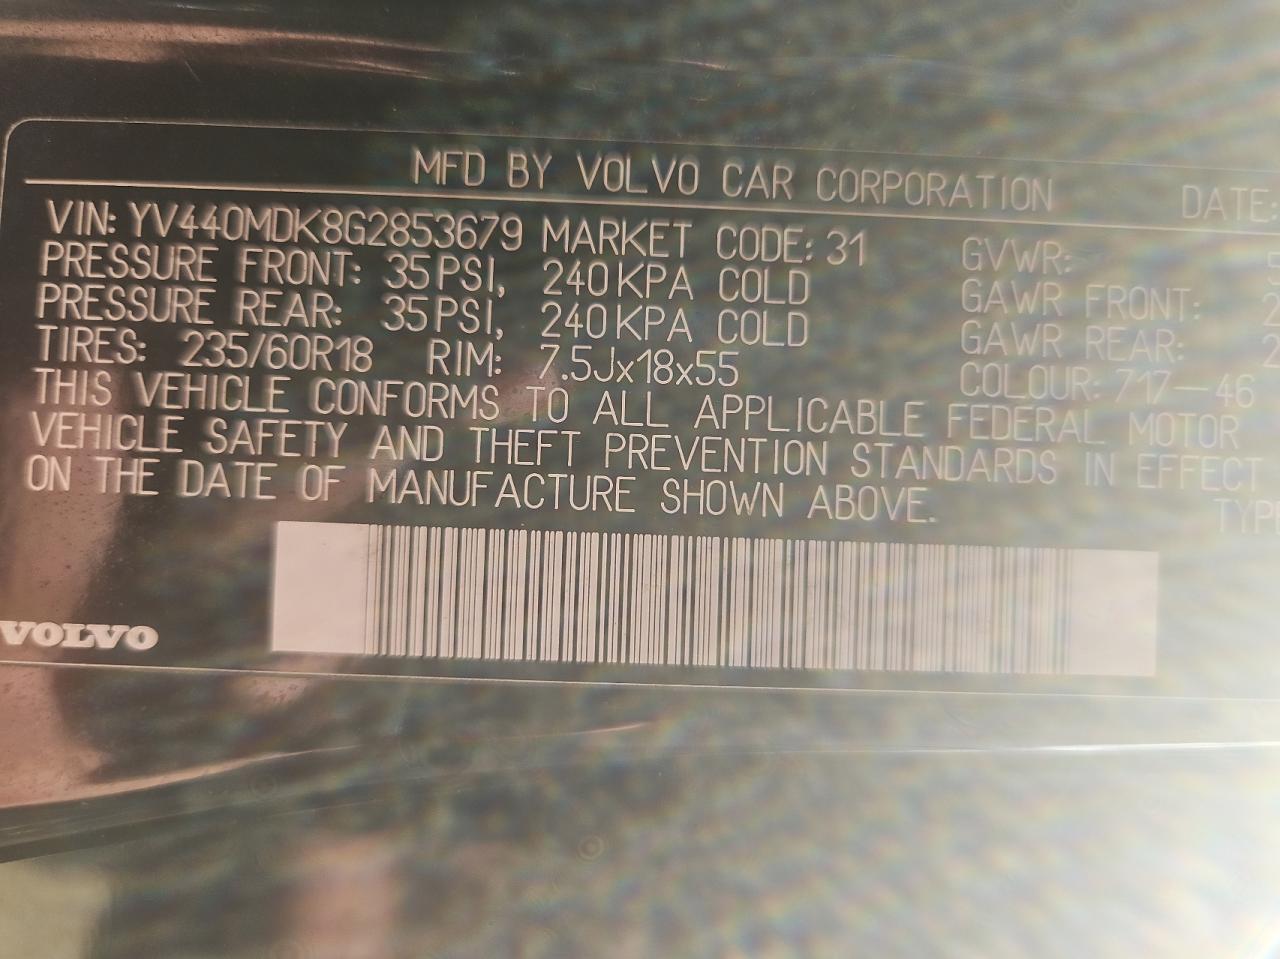 MFD BY VOLVO CAR CORPORATION DATE:
VIN: YV440MDK8G2853679 MARKET CODE: 31 GVWR:
PRESSURE FRONT: 35 PSI, 240 KPA COLD GAWR FRONT: 2
PRESSURE REAR: 35 PSI, 240 KPA COLD GAWR REAR: 2
TIRES: 235/60R18 RIM: 7.5Jx18x55 COLOUR: 717-46
THIS VEHICLE CONFORMS TO ALL APPLICABLE FEDERAL MOTOR
VEHICLE SAFETY AND THEFT PREVENTION STANDARDS IN EFFECT
ON THE DATE OF MANUFACTURE SHOWN ABOVE.
VOLVO